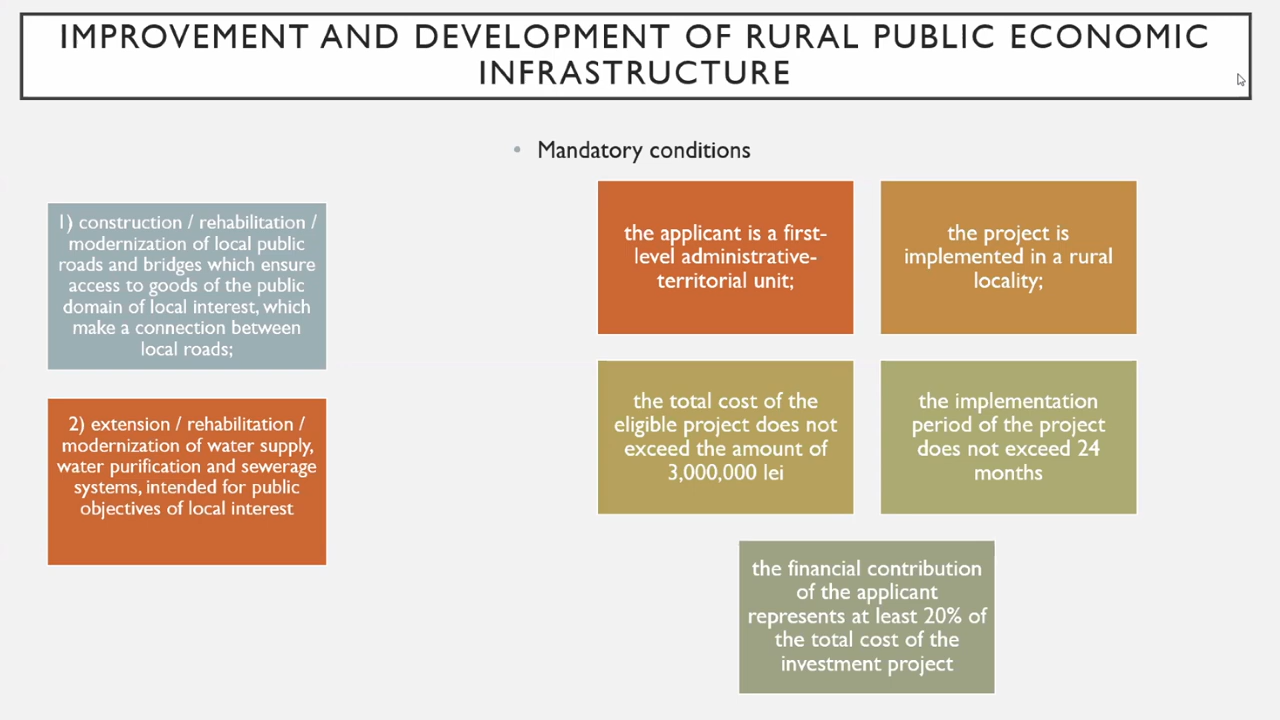 IMPROVEMENT AND DEVELOPMENT OF RURAL PUBLIC ECONOMIC
INFRASTRUCTURE
1) construction / rehabilitation /
modernization of local public
roads and bridges which ensure
access to goods of the public
domain of local interest, which
make a connection between
local roads;
2) extension / rehabilitation /
modernization of water supply,
water purification and sewerage
systems, intended for public
objectives of local interest
• Mandatory conditions
the applicant is a first-
level administrative-
territorial unit;
the project is
implemented in a rural
locality;
the total cost of the
eligible project does not
exceed the amount of
3,000,000 lei
the implementation
period of the project
does not exceed 24
months
the financial contribution
of the applicant
represents at least 20% of
the total cost of the
investment project